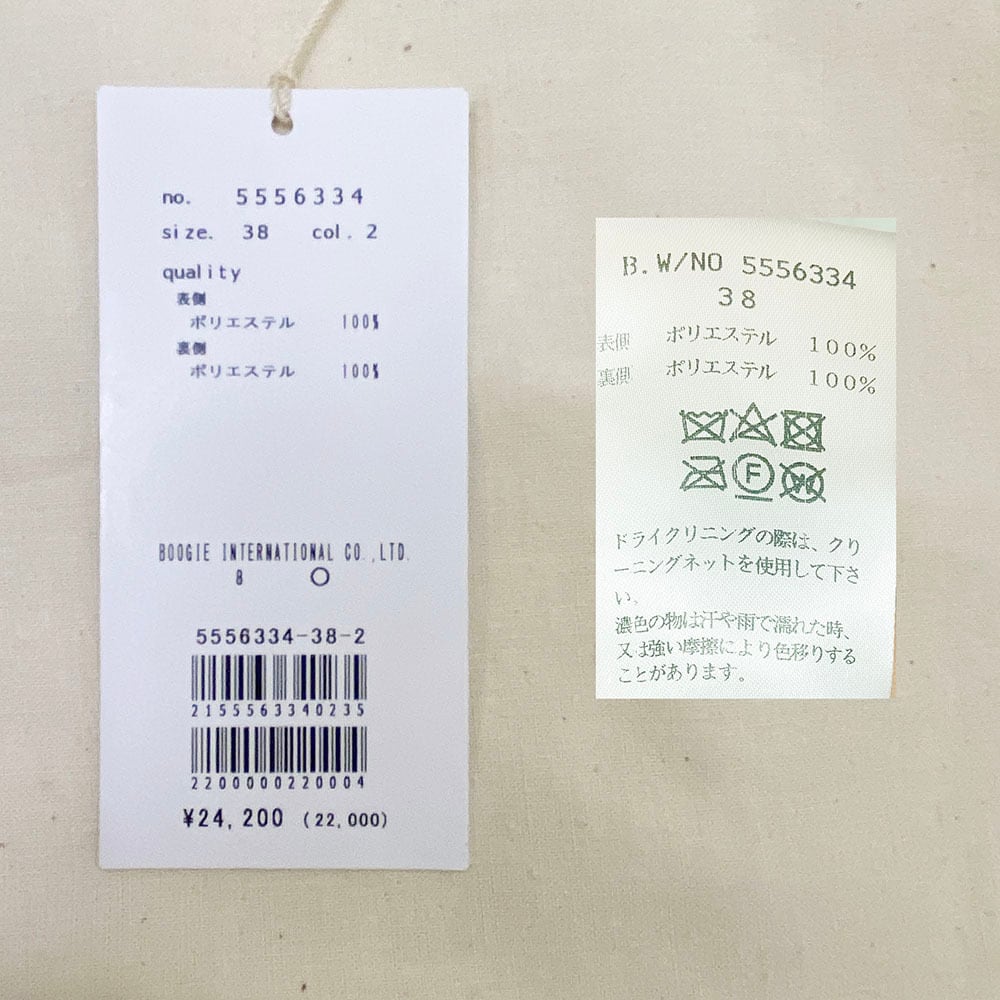 no. 5556334
size. 38 col. 2
quality
表側
ポリエステル 100%
裏側
ポリエステル 100%
BOOGIE INTERNATIONAL CO.,LTD.
8 〇
5556334-38-2
2155563340235
2200000220004
¥24,200 (22,000)
B.W/NO 5556334
38
表側 ポリエステル 100%
裏側 ポリエステル 100%
F
W
ドライクリニングの際は、クリ
ーニングネットを使用して下さ
い、
濃色の物は汗や雨で濡れた時、
又は強い摩擦により色移りする
ことがあります。